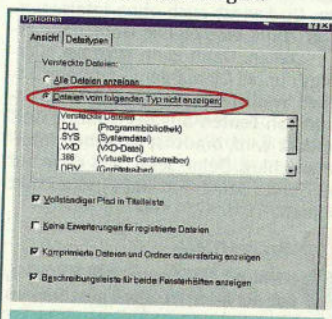 Optionen
Ansicht
Dateitypen
Versteckte Dateien:
Alle Dateien anzeigen
Dateien vom folgenden Typ nicht anzeigen:
Versteckte Dateien
.DLL (Programmbibliothek)
.SYS (Systemdatei)
.VXD (VXD-Datei)
.386 (Virtueller Gerätetreiber)
.DRV (Gerätetreiber)
Vollständiger Pfad in Titelleiste
Keine Erweiterungen für registrierte Dateien
Komprimierte Dateien und Ordner andersfarbig anzeigen
Beschreibungsleiste für beide Fensterhälften anzeigen